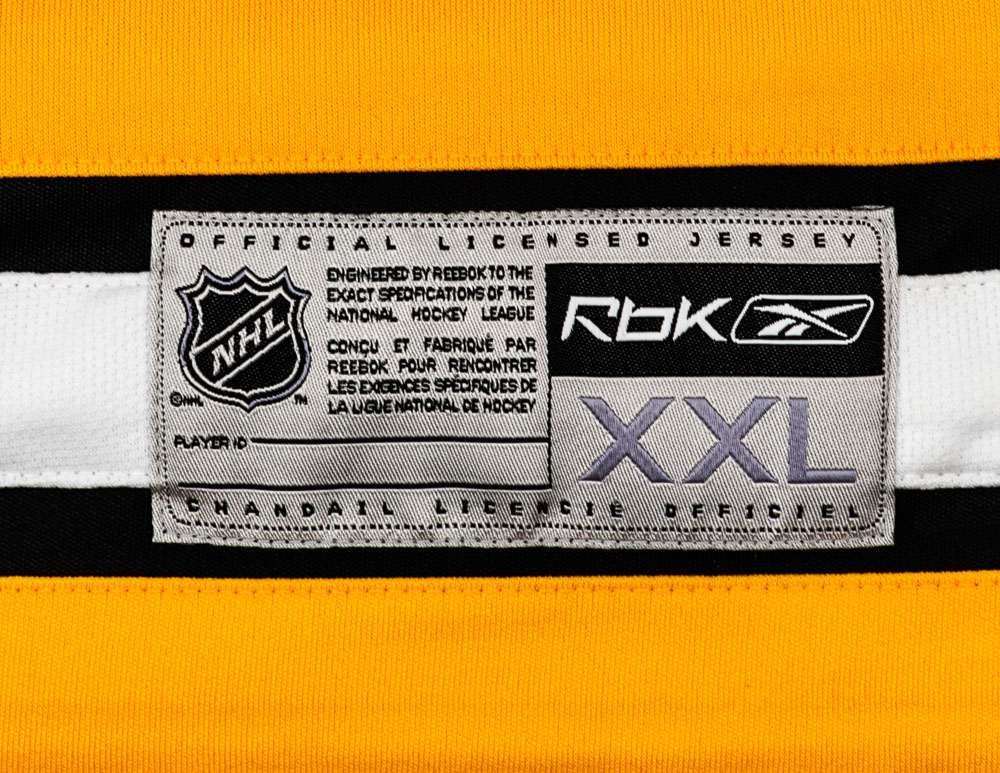 OFFICIAL LICENSED JERSEY
NHL
©NHL
TM
ENGINEERED BY REEBOK TO THE
EXACT SPECIFICATIONS OF THE
NATIONAL HOCKEY LEAGUE
CONÇU ET FABRIQUÉ PAR
REEBOK POUR RENCONTRER
LES EXIGENCES SPÉCIFIQUES DE
LA LIGUE NATIONAL DE HOCKEY
PLAYER ID
Rbk
XXL
CHANDAIL LICENCIÉ OFFICIEL